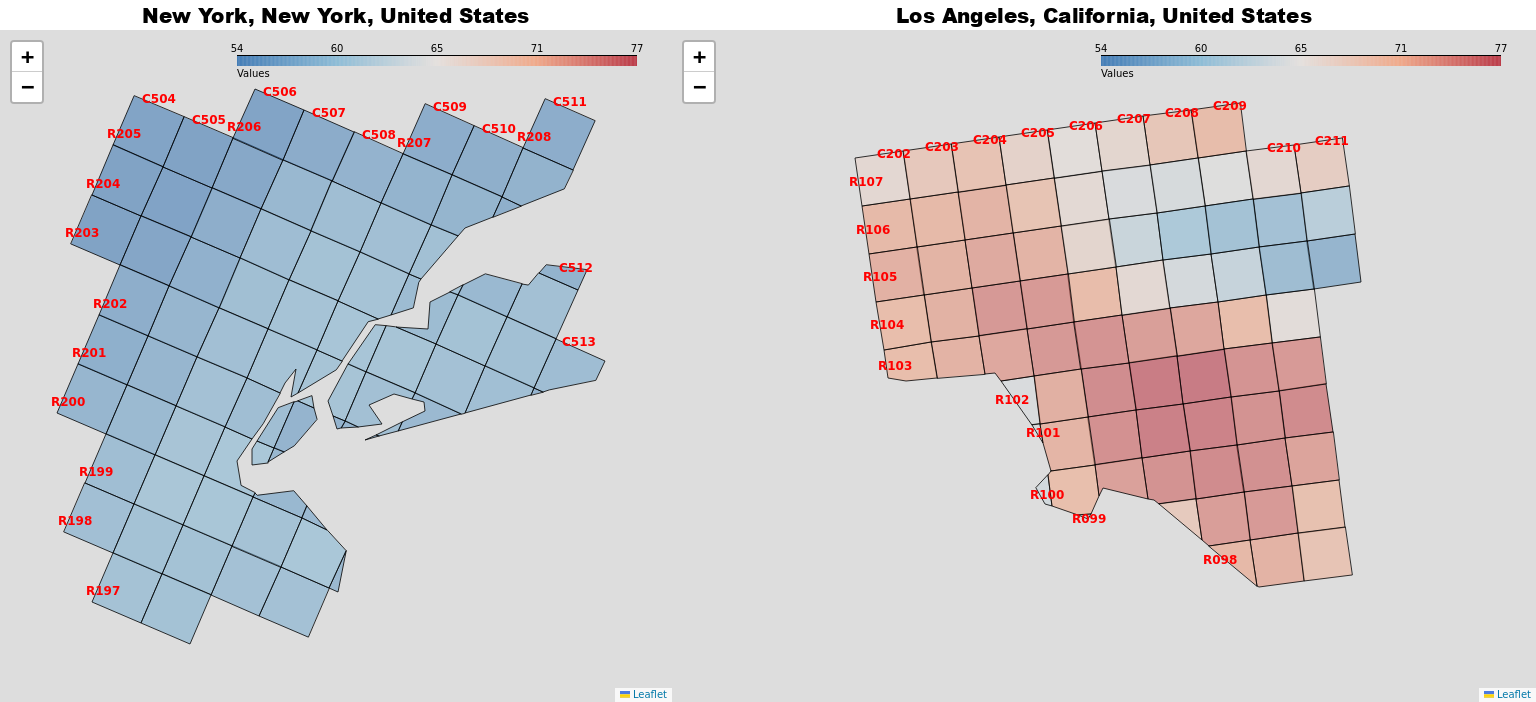 New York, New York, United States
+
−
54 60 65 71 77
Values
C504
C505
C506
C507
C508
C509
C510
C511
C512
C513
R208
R207
R206
R205
R204
R203
R202
R201
R200
R199
R198
R197
Leaflet
Los Angeles, California, United States
+
−
54 60 65 71 77
Values
C202
C203
C204
C205
C206
C207
C208
C209
C210
C211
R107
R106
R105
R104
R103
R102
R101
R100
R099
R098
Leaflet